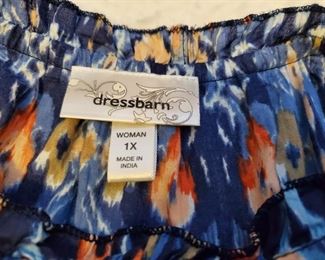 dressbarn
WOMAN
1X
MADE IN
INDIA